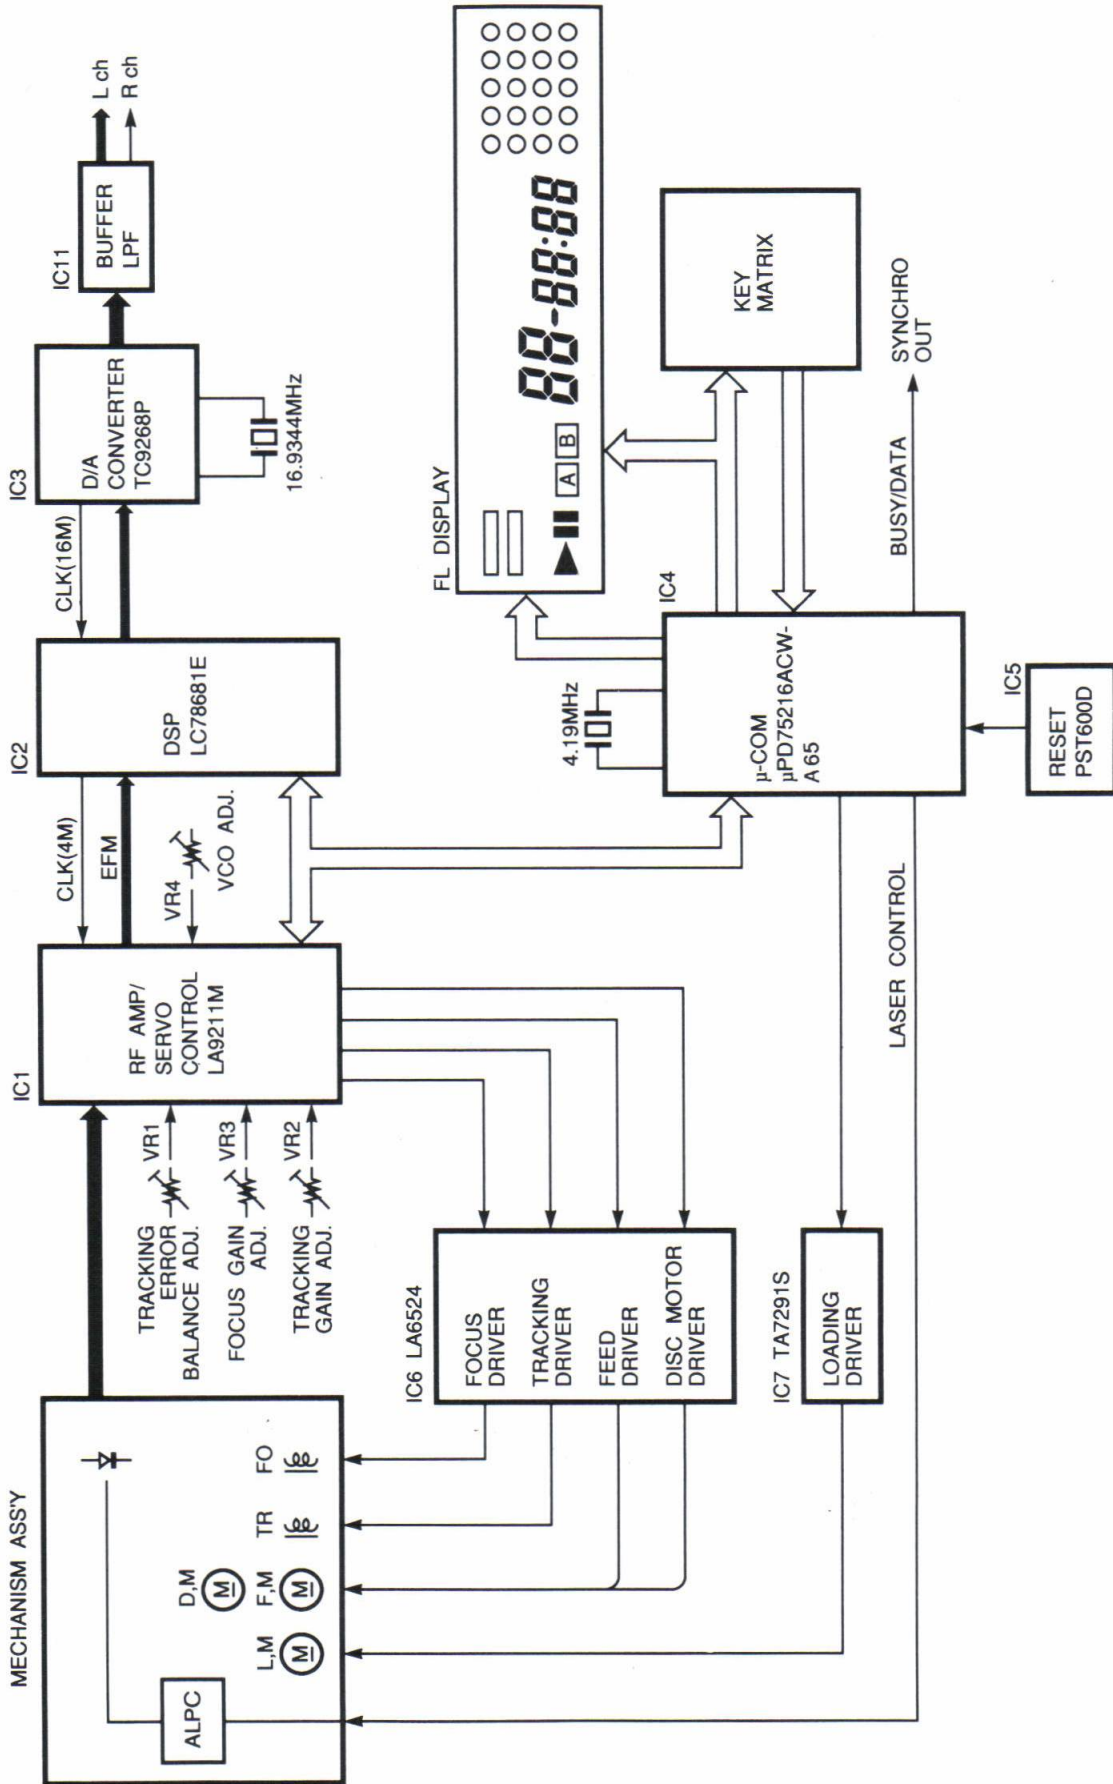 MECHANISM ASS'Y
ALPC
L,M
M
D,M
M
F,M
M
TR
FO
TRACKING
ERROR
BALANCE ADJ.
VR1
FOCUS GAIN
ADJ.
VR3
TRACKING
GAIN ADJ.
VR2
IC1
RF AMP/
SERVO
CONTROL
LA9211M
CLK(4M)
EFM
VR4
VCO ADJ.
IC2
DSP
LC78681E
CLK(16M)
IC3
D/A
CONVERTER
TC9268P
16.9344MHz
IC11
BUFFER
LPF
L ch
R ch
IC6 LA6524
FOCUS
DRIVER
TRACKING
DRIVER
FEED
DRIVER
DISC MOTOR
DRIVER
IC7 TA7291S
LOADING
DRIVER
LASER CONTROL
4.19MHz
IC4
μ-COM
μPD75216ACW-
A65
IC5
RESET
PST600D
FL DISPLAY
A B
88-88:88
KEY
MATRIX
BUSY/DATA
SYNCHRO
OUT